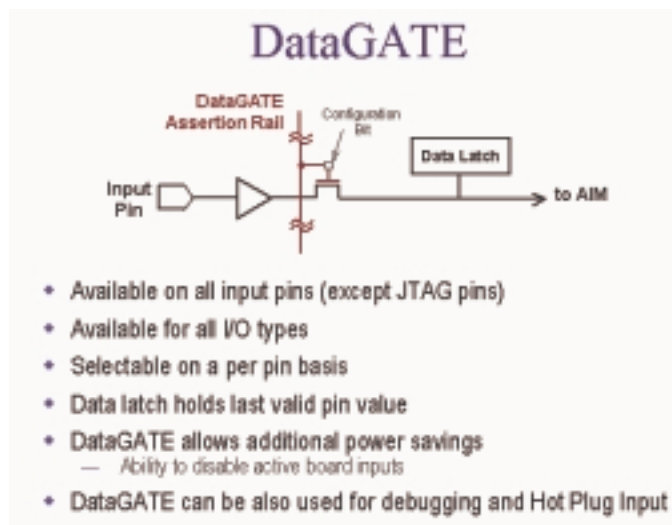 DataGATE
DataGATE
Assertion Rail
Configuration
Bit
Data Latch
Input
Pin
to AIM
Available on all input pins (except JTAG pins)
Available for all I/O types
Selectable on a per pin basis
Data latch holds last valid pin value
DataGATE allows additional power savings
— Ability to disable active board inputs
DataGATE can be also used for debugging and Hot Plug Input